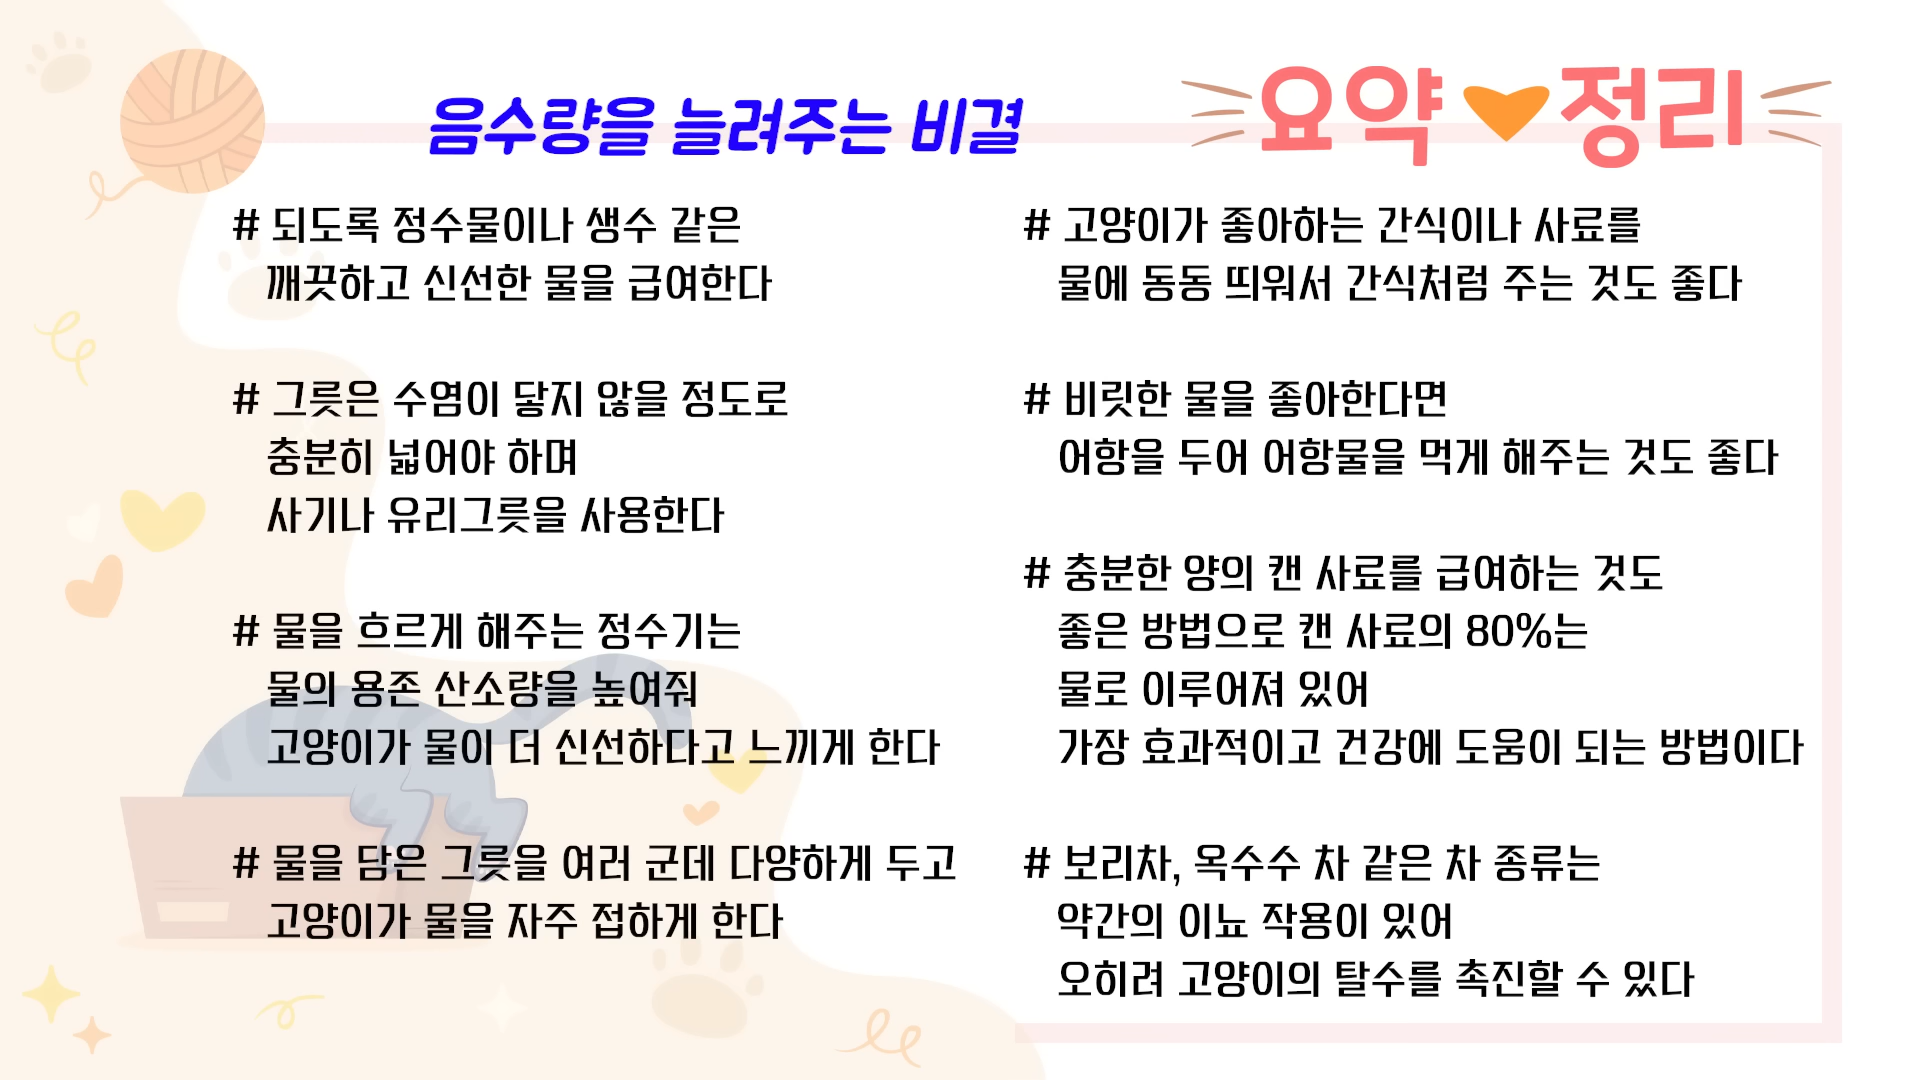 음수량을 늘려주는 비결
요약 정리
# 되도록 정수물이나 생수 같은
깨끗하고 신선한 물을 급여한다
# 그릇은 수염이 닿지 않을 정도로
충분히 넓어야 하며
사기나 유리그릇을 사용한다
# 물을 흐르게 해주는 정수기는
물의 용존 산소량을 높여줘
고양이가 물이 더 신선하다고 느끼게 한다
# 물을 담은 그릇을 여러 군데 다양하게 두고
고양이가 물을 자주 접하게 한다
# 고양이가 좋아하는 간식이나 사료를
물에 동동 띄워서 간식처럼 주는 것도 좋다
# 비릿한 물을 좋아한다면
어항을 두어 어항물을 먹게 해주는 것도 좋다
# 충분한 양의 캔 사료를 급여하는 것도
좋은 방법으로 캔 사료의 80%는
물로 이루어져 있어
가장 효과적이고 건강에 도움이 되는 방법이다
# 보리차, 옥수수 차 같은 차 종류는
약간의 이뇨 작용이 있어
오히려 고양이의 탈수를 촉진할 수 있다